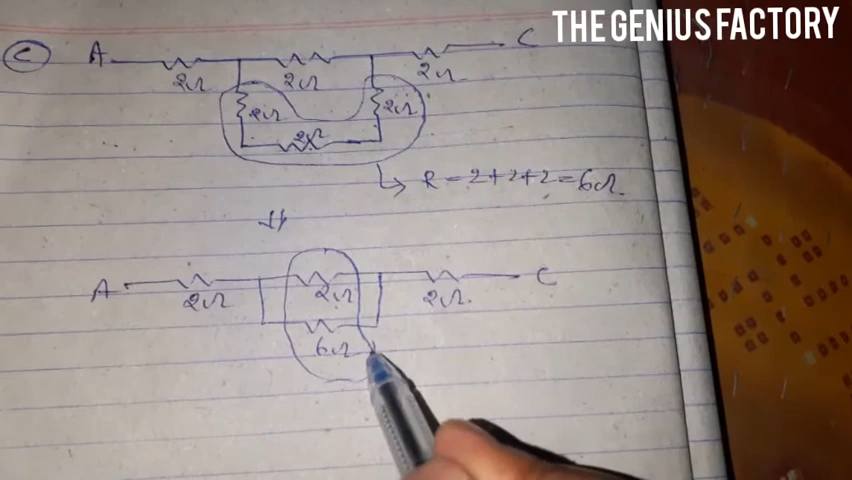 THE GENIUS FACTORY
C A 2Ω 2Ω 2Ω C
2Ω 2Ω
2Ω
R = 2+2+2 = 6Ω
⇓
A 2Ω 2Ω 2Ω C
6Ω